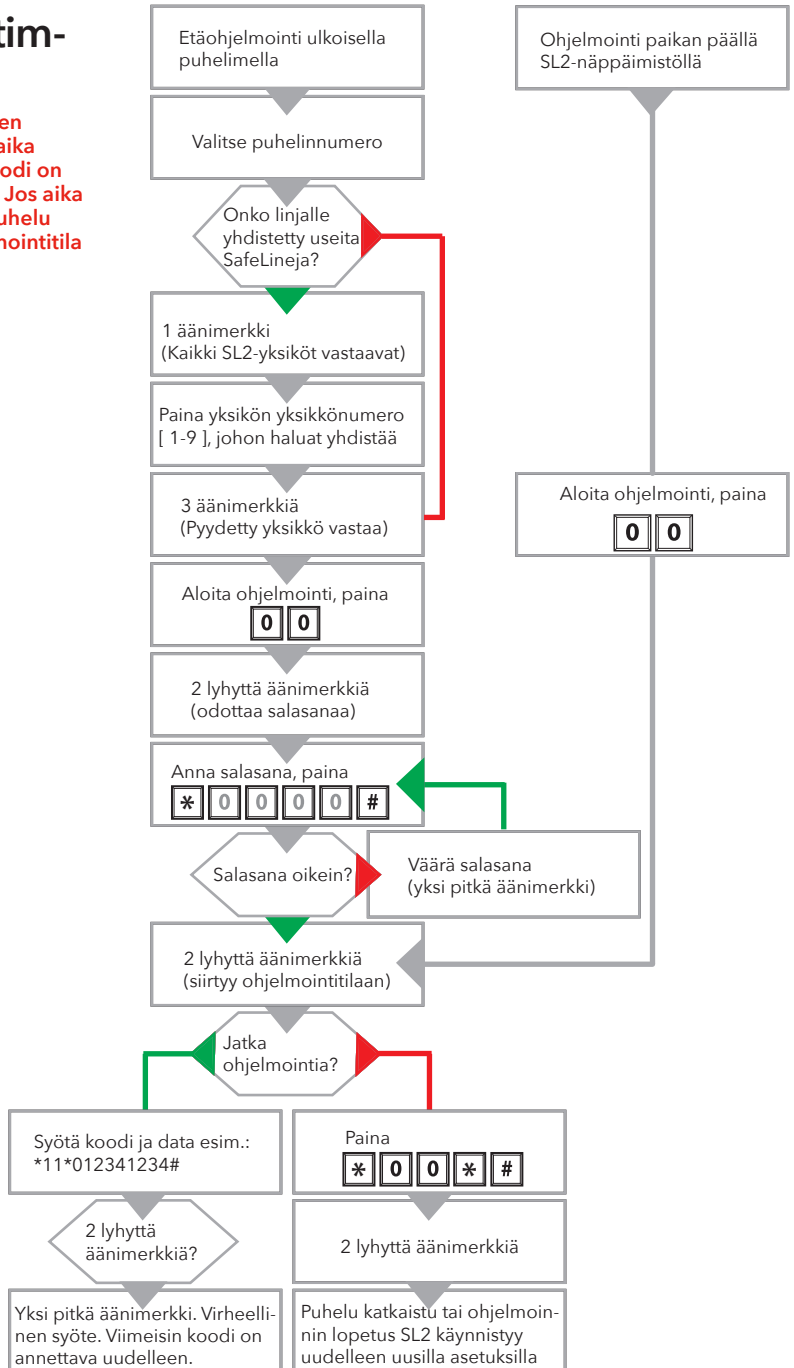 tim-
en
aika
odi on
Jos aika
uhelu
nointitila
Etäohjelmointi ulkoisella
puhelimella
Valitse puhelinnumero
Onko linjalle
yhdistetty useita
SafeLineja?
1 äänimerkki
(Kaikki SL2-yksiköt vastaavat)
Paina yksikön yksikkönumero
[ 1-9 ], johon haluat yhdistää
3 äänimerkkiä
(Pyydetty yksikkö vastaa)
Aloita ohjelmointi, paina
0 0
2 lyhyttä äänimerkkiä
(odottaa salasanaa)
Anna salasana, paina
* 0 0 0 0 #
Salasana oikein?
Väärä salasana
(yksi pitkä äänimerkki)
2 lyhyttä äänimerkkiä
(siirtyy ohjelmointitilaan)
Jatka
ohjelmointia?
Syötä koodi ja data esim.:
*11*012341234#
2 lyhyttä
äänimerkkiä?
Yksi pitkä äänimerkki. Virheelli-
nen syöte. Viimeisin koodi on
annettava uudelleen.
Paina
* 0 0 * #
2 lyhyttä äänimerkkiä
Puhelu katkaistu tai ohjelmoin-
nin lopetus SL2 käynnistyy
uudelleen uusilla asetuksilla
Ohjelmointi paikan päällä
SL2-näppäimistöllä
Aloita ohjelmointi, paina
0 0